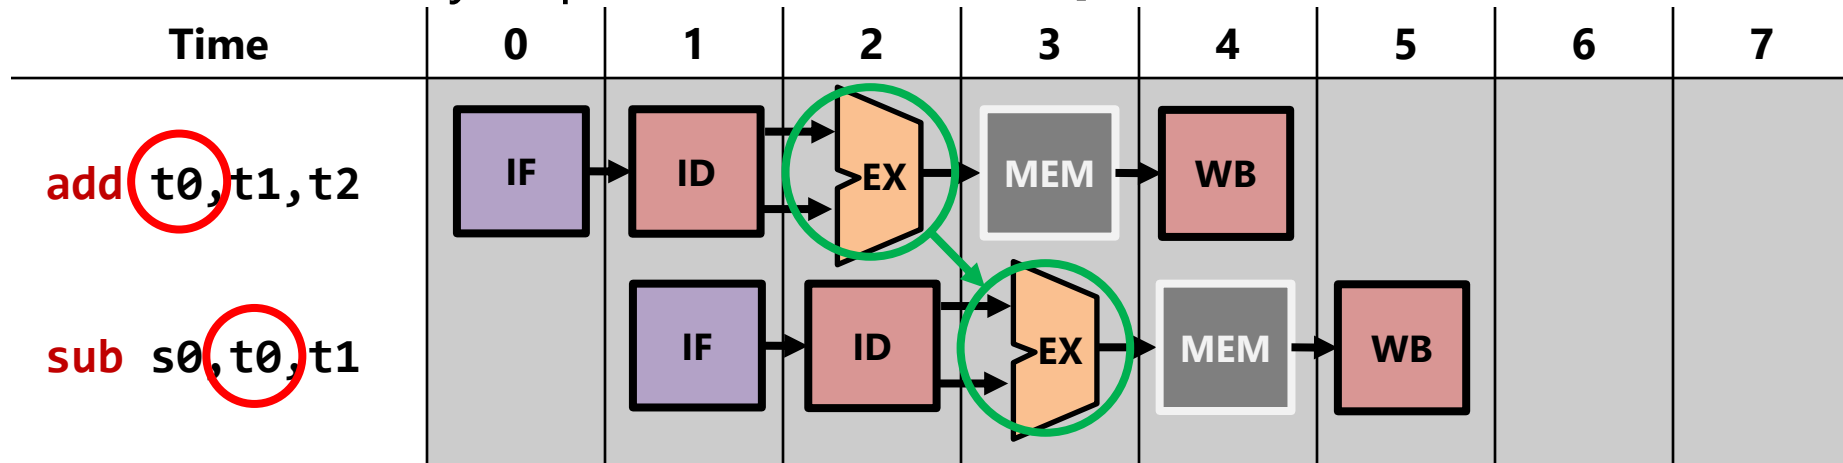 Time 0 1 2 3 4 5 6 7
add t0,t1,t2 IF ID EX MEM WB
sub s0,t0,t1 IF ID EX MEM WB